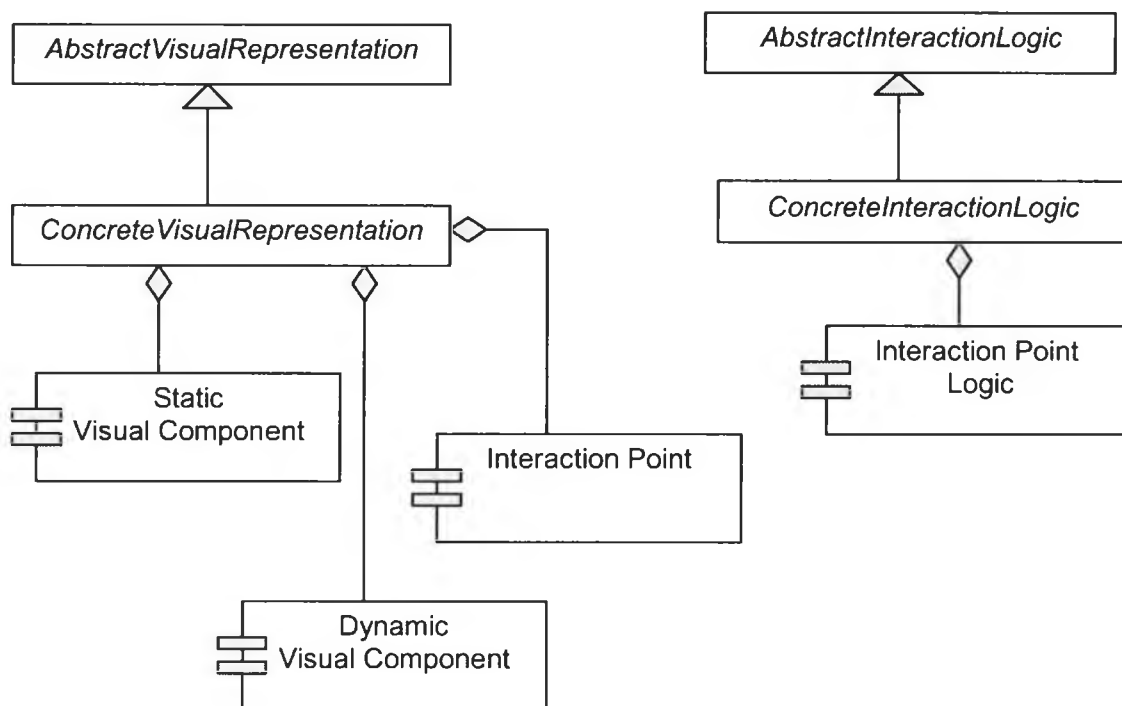 AbstractVisualRepresentation
AbstractInteractionLogic
ConcreteVisualRepresentation
ConcreteInteractionLogic
Static
Visual Component
Interaction Point
Logic
Interaction Point
Dynamic
Visual Component